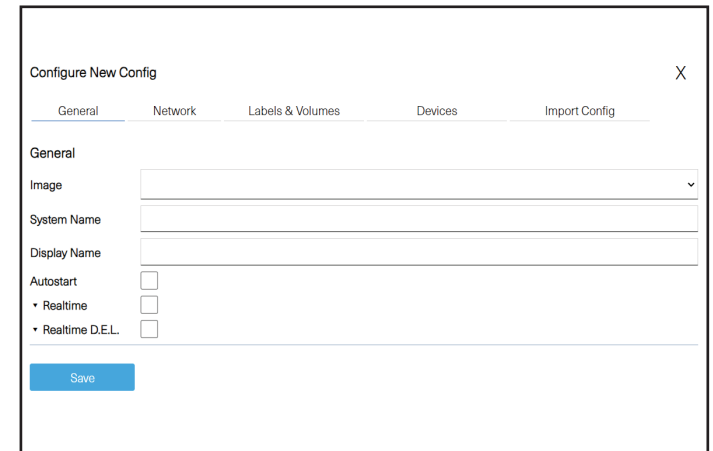 Configure New Config X
General Network Labels & Volumes Devices Import Config
General
Image
System Name
Display Name
Autostart
Realtime
Realtime D.E.L.
Save